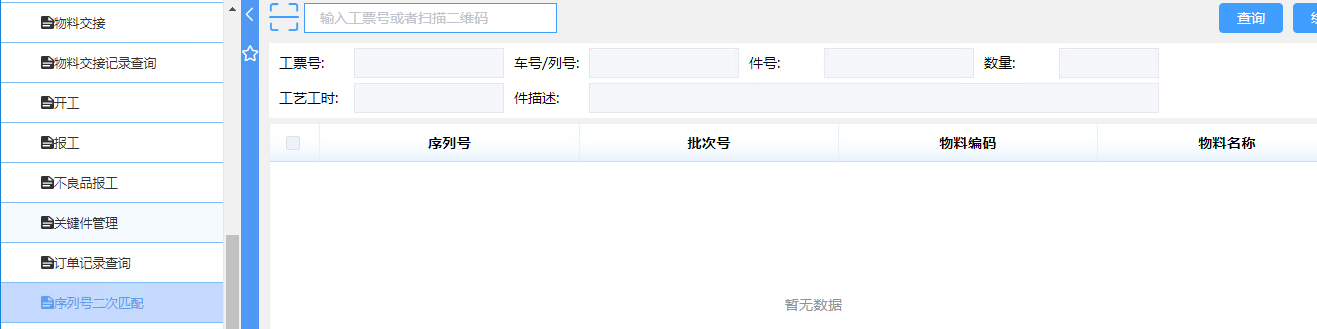 物料交接
物料交接记录查询
开工
报工
不良品报工
关键件管理
订单记录查询
序列号二次匹配
输入工票号或者扫描二维码
查询
工票号: 车号/列号: 件号: 数量:
工艺工时: 件描述:
序列号 批次号 物料编码 物料名称
暂无数据